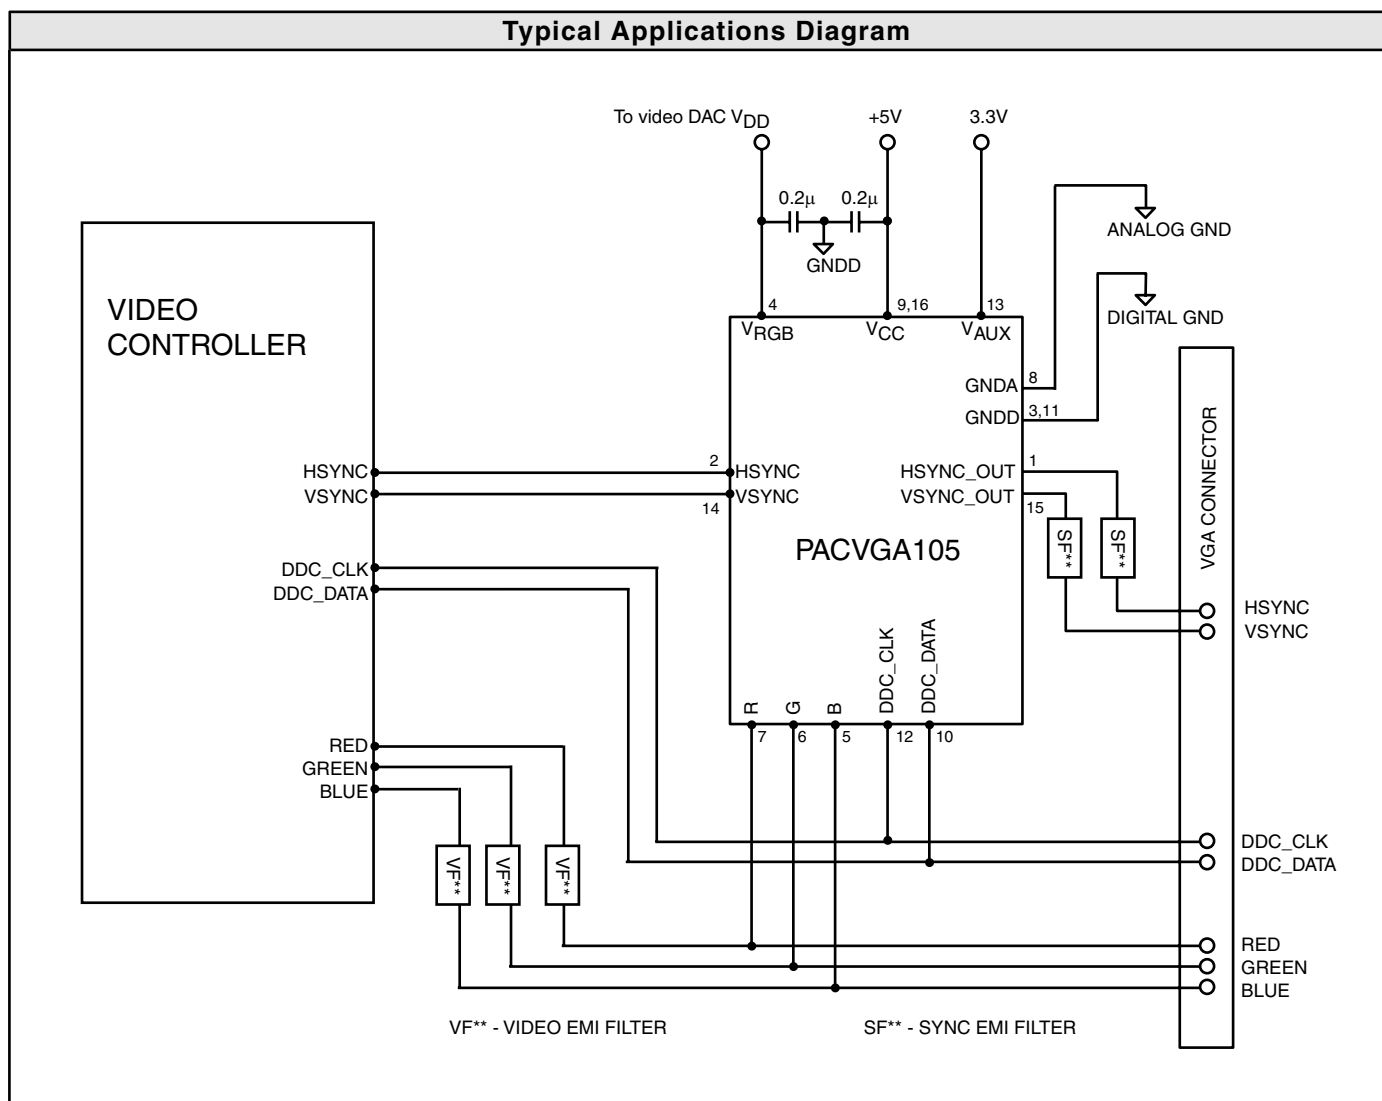 Typical Applications Diagram
To video DAC VDD
+5V
3.3V
0.2µ
0.2µ
GNDD
ANALOG GND
DIGITAL GND
VIDEO
CONTROLLER
4
9,16
13
VRGB
VCC
VAUX
GNDA
8
GNDD
3,11
VGA CONNECTOR
HSYNC
2
HSYNC
HSYNC_OUT
1
VSYNC
14
VSYNC
VSYNC_OUT
15
PACVGA105
SF**
SF**
DDC_CLK
DDC_DATA
HSYNC
VSYNC
R
G
B
DDC_CLK
DDC_DATA
7
6
5
12
10
RED
GREEN
BLUE
VF**
VF**
VF**
DDC_CLK
DDC_DATA
RED
GREEN
BLUE
VF** - VIDEO EMI FILTER
SF** - SYNC EMI FILTER